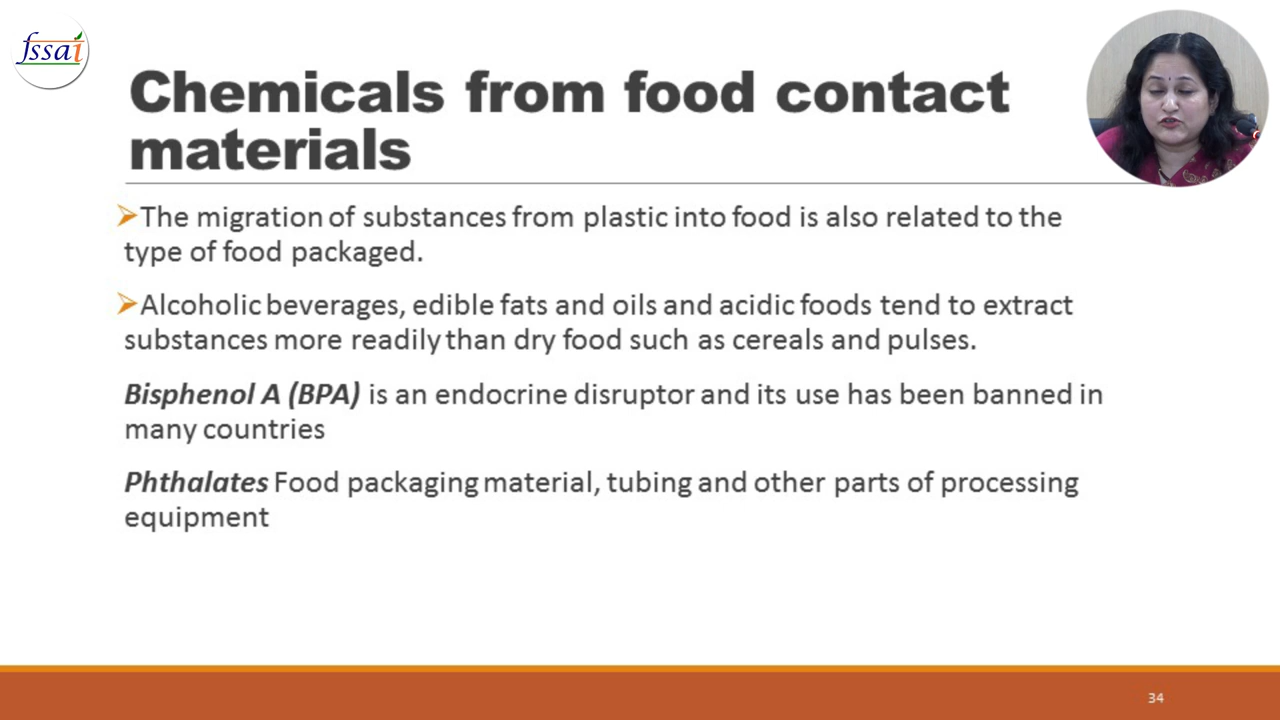 fssai
Chemicals from food contact
materials
The migration of substances from plastic into food is also related to the
type of food packaged.
Alcoholic beverages, edible fats and oils and acidic foods tend to extract
substances more readily than dry food such as cereals and pulses.
Bisphenol A (BPA) is an endocrine disruptor and its use has been banned in
many countries
Phthalates Food packaging material, tubing and other parts of processing
equipment
34